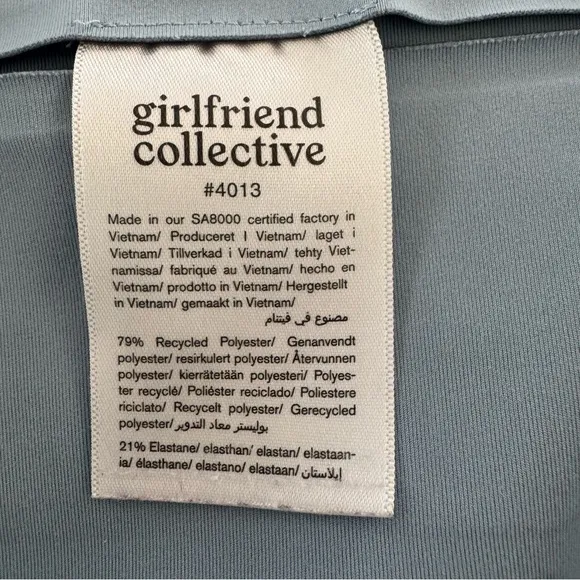 girlfriend
collective
#4013
Made in our SA8000 certified factory in
Vietnam/ Produceret I Vietnam/ laget i
Vietnam/ Tillverkad i Vietnam/ tehty Viet-
namissa/ fabriqué au Vietnam/ hecho en
Vietnam/ prodotto in Vietnam/ Hergestellt
in Vietnam/ gemaakt in Vietnam/
مصنوع في فيتنام
79% Recycled Polyester/ Genanvendt
polyester/ resirkulert polyester/ Återvunnen
polyester/ kierrätetään polyesteri/ Polyes-
ter recyclé/ Poliéster reciclado/ Poliestere
riciclato/ Recycelt polyester/ Gerecycled
polyester/ بوليستر معاد التدوير
21% Elastane/ elasthan/ elastan/ elastaan-
ia/ élasthane/ elastano/ elastaan/ إيلاستان